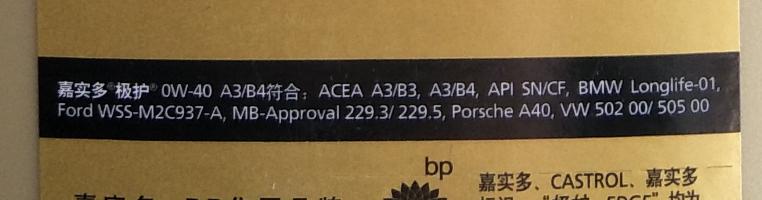 嘉实多®极护® 0W-40 A3/B4符合：ACEA A3/B3, A3/B4, API SN/CF, BMW Longlife-01,
Ford WSS-M2C937-A, MB-Approval 229.3/ 229.5, Porsche A40, VW 502 00/ 505 00
bp
嘉实多、CASTROL、嘉实多